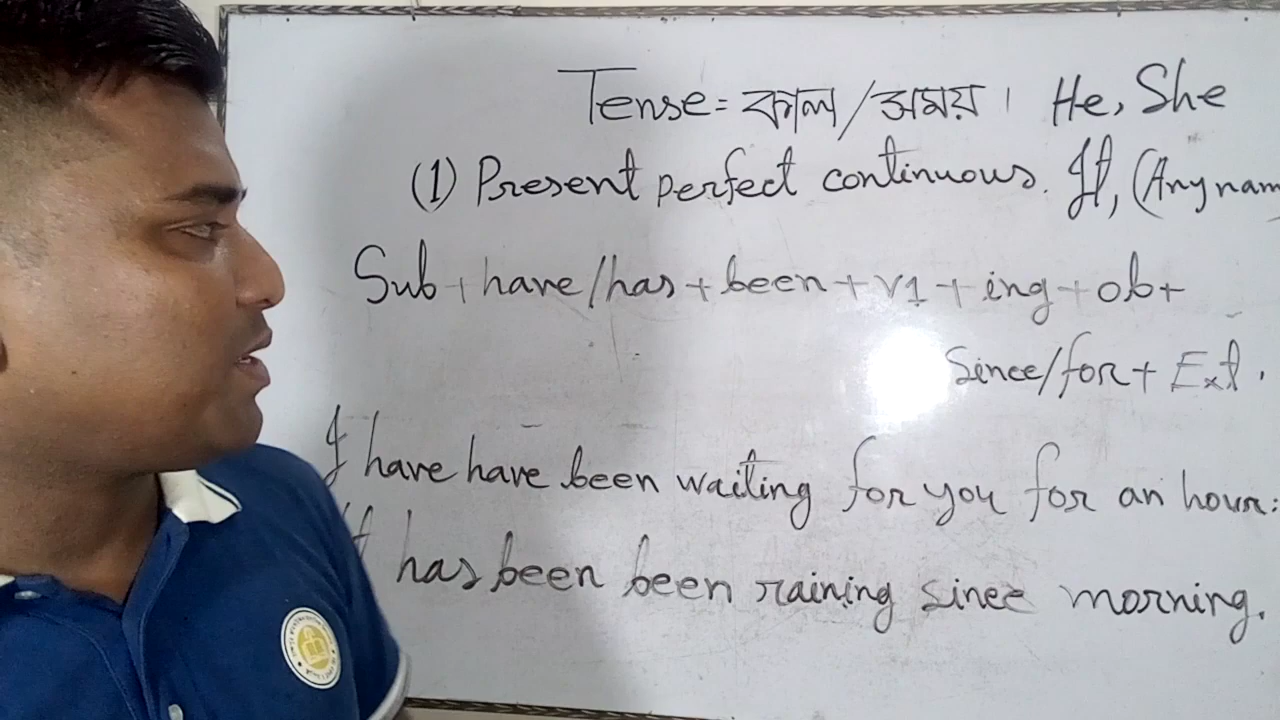 Tense = কাল/সময়। He, She
(1) Present perfect continuous. It, (Any nam
Sub + have/has + been + v1 + ing + ob +
Since/for + Ext.
I have have been waiting for you for an hour:
It has been been raining since morning.